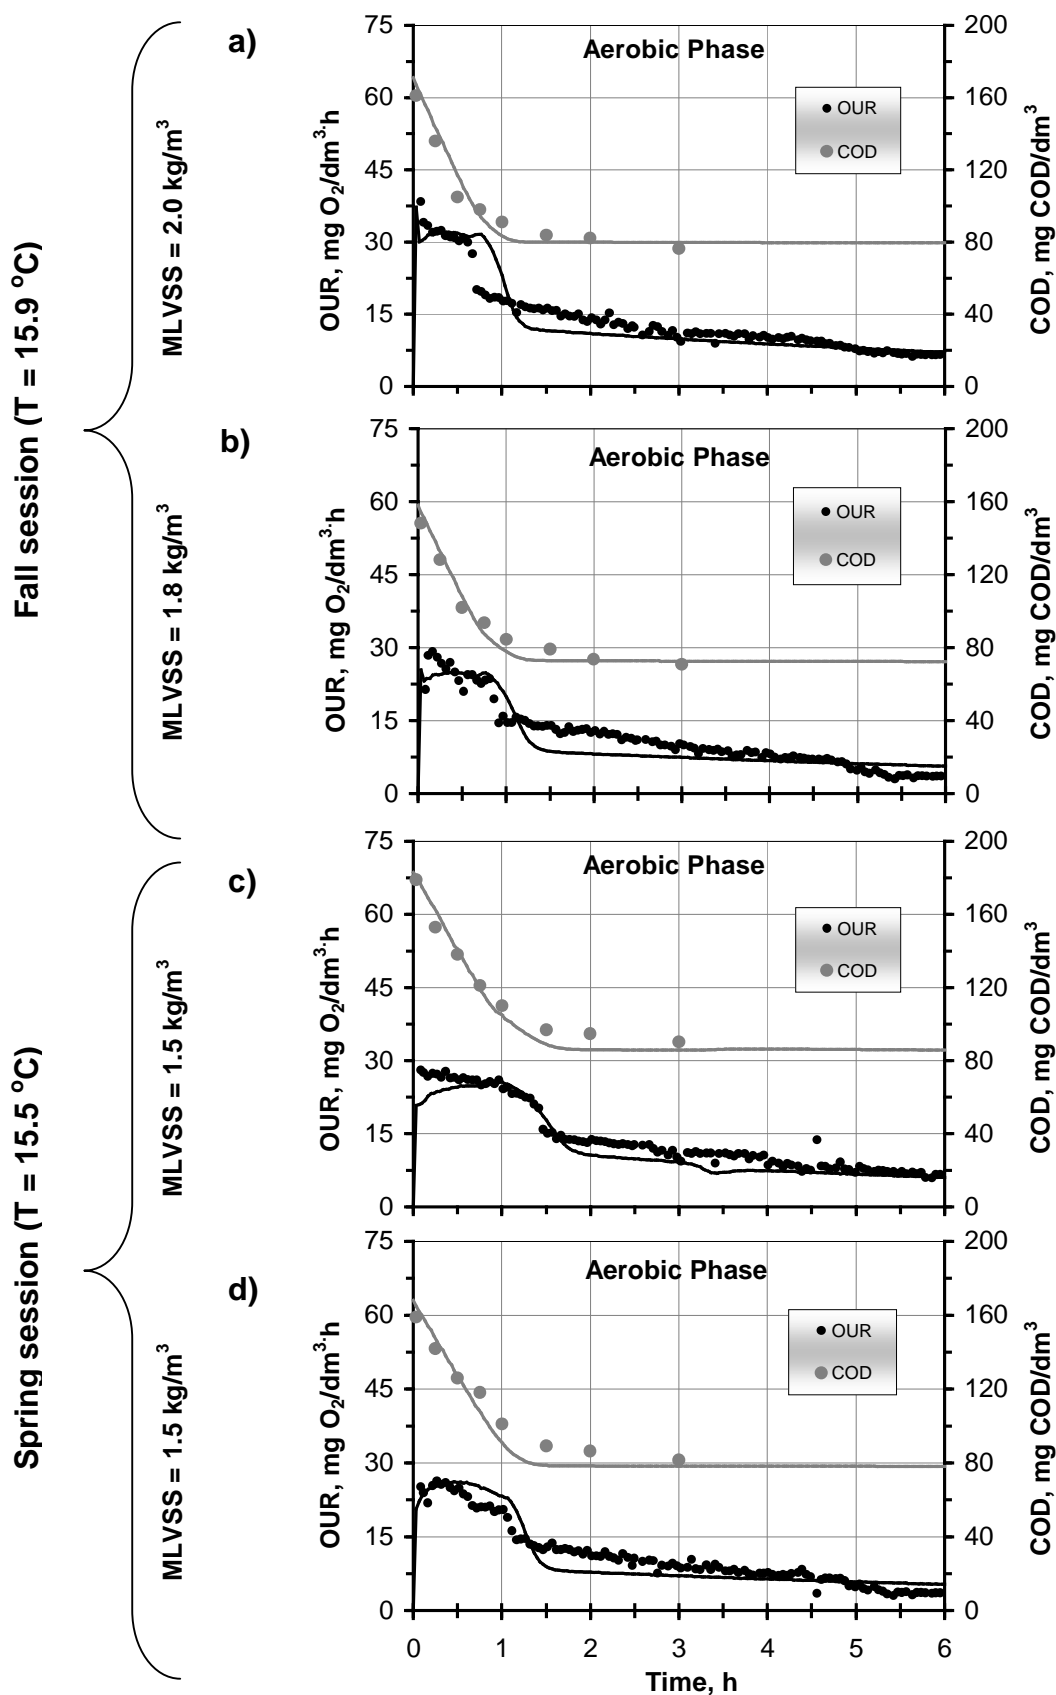 Fall session (T = 15.9 °C)
MLVSS = 2.0 kg/m³
a)
Aerobic Phase
OUR
COD
OUR, mg O₂/dm³·h
75
60
45
30
15
0
COD, mg COD/dm³
200
160
120
80
40
0
MLVSS = 1.8 kg/m³
b)
Aerobic Phase
OUR
COD
OUR, mg O₂/dm³·h
75
60
45
30
15
0
COD, mg COD/dm³
200
160
120
80
40
0
Spring session (T = 15.5 °C)
MLVSS = 1.5 kg/m³
c)
Aerobic Phase
OUR
COD
OUR, mg O₂/dm³·h
75
60
45
30
15
0
COD, mg COD/dm³
200
160
120
80
40
0
MLVSS = 1.5 kg/m³
d)
Aerobic Phase
OUR
COD
OUR, mg O₂/dm³·h
75
60
45
30
15
0
COD, mg COD/dm³
200
160
120
80
40
0
0 1 2 3 4 5 6
Time, h